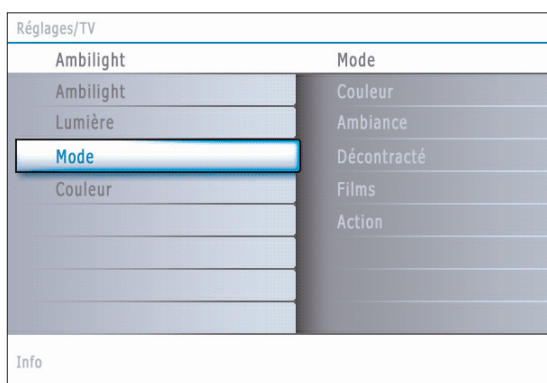 Réglages/TV
Ambilight
Mode
Ambilight
Couleur
Lumière
Ambiance
Mode
Décontracté
Couleur
Films
Action
Info